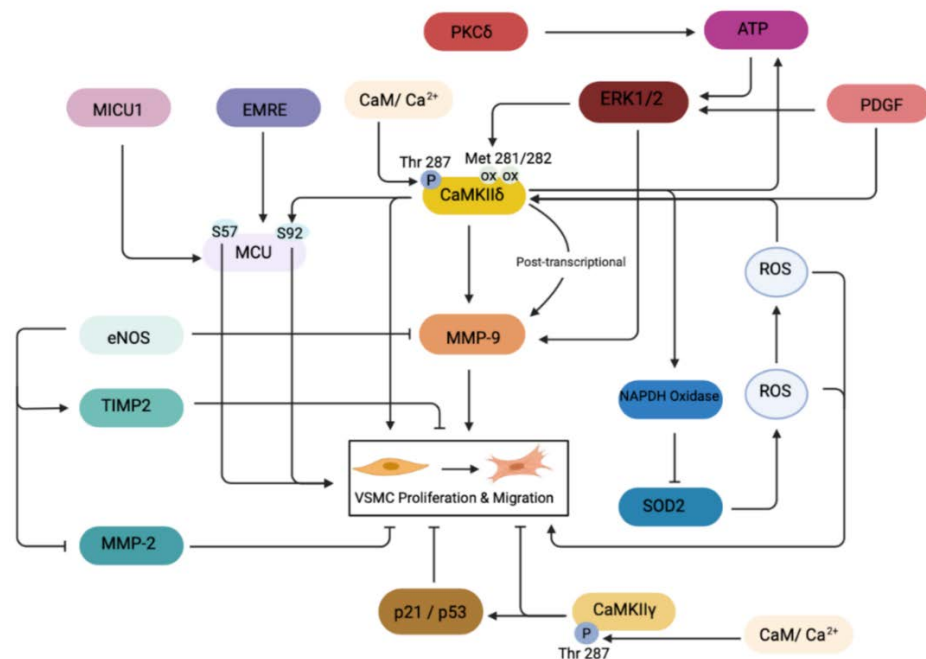 PKCδ
ATP
MICU1
EMRE
CaM/ Ca²⁺
ERK1/2
PDGF
Thr 287
Met 281/282
P
ox ox
CaMKIIδ
S57
S92
MCU
Post-transcriptional
ROS
eNOS
MMP-9
TIMP2
NAPDH Oxidase
ROS
VSMC Proliferation & Migration
SOD2
MMP-2
p21 / p53
CaMKIIγ
P
Thr 287
CaM/ Ca²⁺